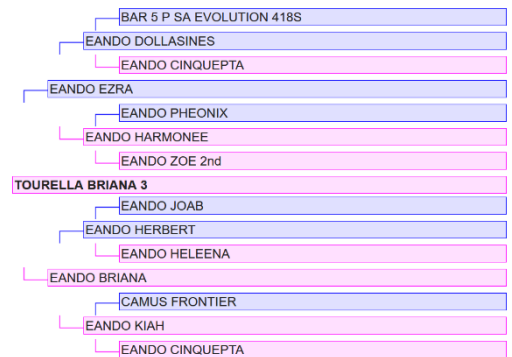 BAR 5 P SA EVOLUTION 418S
EANDO DOLLASINES
EANDO CINQUEPTA
EANDO EZRA
EANDO PHEONIX
EANDO HARMONEE
EANDO ZOE 2nd
TOURELLA BRIANA 3
EANDO JOAB
EANDO HERBERT
EANDO HELEENA
EANDO BRIANA
CAMUS FRONTIER
EANDO KIAH
EANDO CINQUEPTA